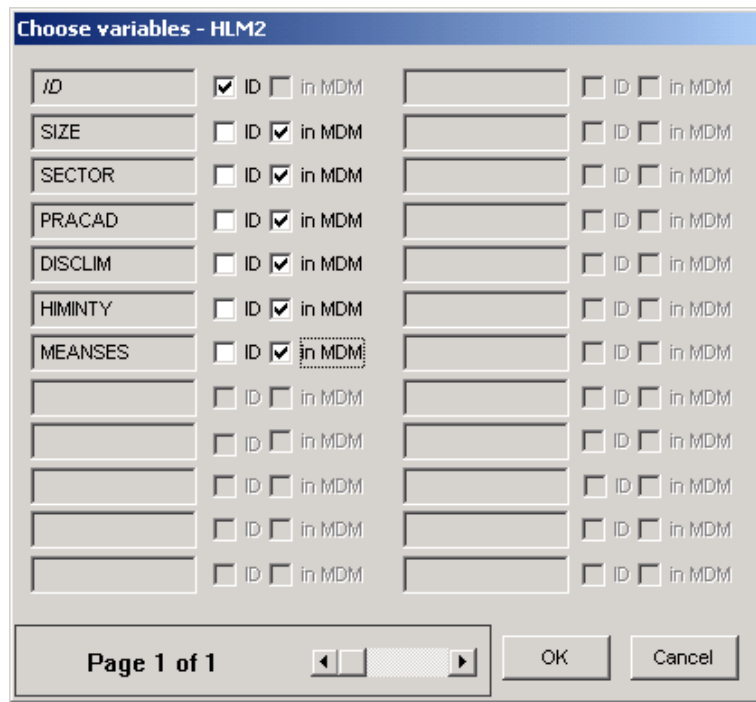 Choose variables - HLM2
ID ID in MDM ID in MDM
SIZE ID in MDM ID in MDM
SECTOR ID in MDM ID in MDM
PRACAD ID in MDM ID in MDM
DISCLIM ID in MDM ID in MDM
HIMINTY ID in MDM ID in MDM
MEANSES ID in MDM ID in MDM
ID in MDM ID in MDM
ID in MDM ID in MDM
ID in MDM ID in MDM
ID in MDM ID in MDM
ID in MDM ID in MDM
Page 1 of 1 OK Cancel